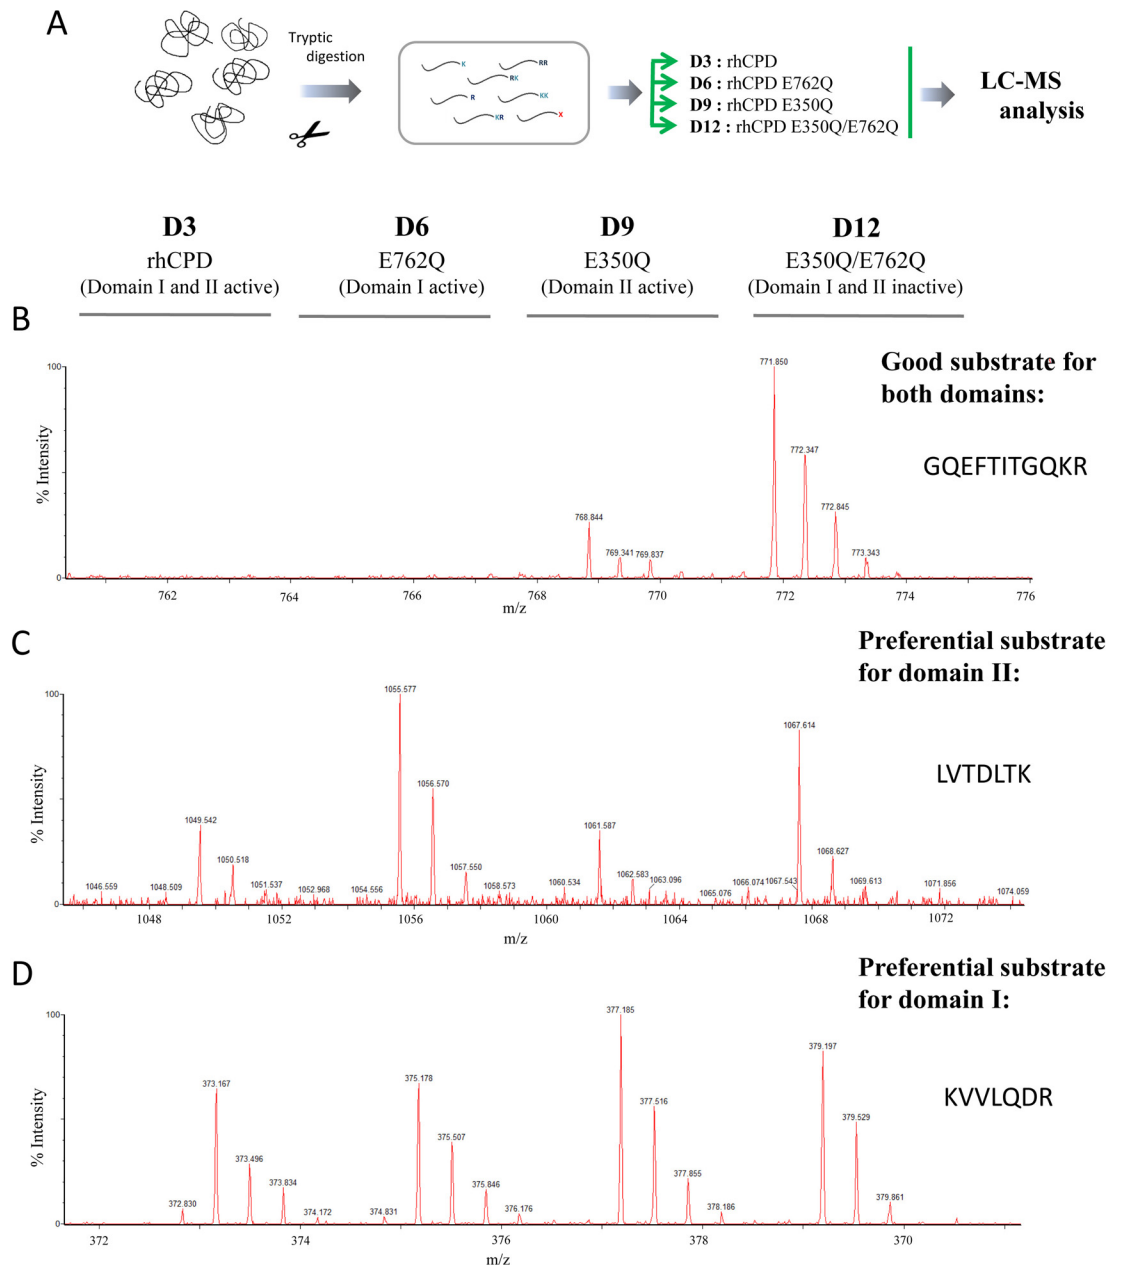 A
Tryptic
digestion
K
RR
RK
R
KK
KR
X
D3 : rhCPD
D6 : rhCPD E762Q
D9 : rhCPD E350Q
D12 : rhCPD E350Q/E762Q
LC-MS
analysis
D3
rhCPD
(Domain I and II active)
D6
E762Q
(Domain I active)
D9
E350Q
(Domain II active)
D12
E350Q/E762Q
(Domain I and II inactive)
B
Good substrate for
both domains:
GQEFTITGQKR
100
% Intensity
0
768.844
769.341
769.837
771.850
772.347
772.845
773.343
762
764
766
768
770
772
774
776
m/z
C
Preferential substrate
for domain II:
LVTDLTK
100
% Intensity
0
1046.559
1048.509
1049.542
1050.518
1051.537
1052.968
1054.556
1055.577
1056.570
1057.550
1058.573
1060.534
1061.587
1062.583
1063.096
1065.076
1066.074
1067.543
1067.614
1068.627
1069.613
1071.856
1074.059
1048
1052
1056
1060
1064
1068
1072
m/z
D
Preferential substrate
for domain I:
KVVLQDR
100
% Intensity
0
372.830
373.167
373.496
373.834
374.172
374.831
375.178
375.507
375.846
376.176
377.185
377.516
377.855
378.186
379.197
379.529
379.861
372
374
376
378
370
m/z